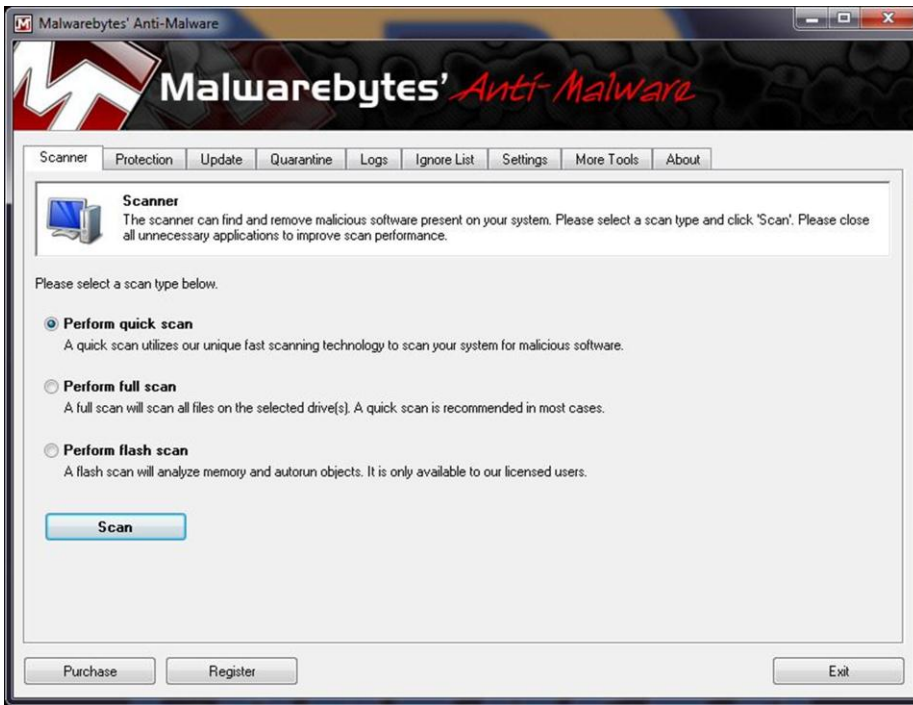 Malwarebytes' Anti-Malware
Malwarebytes' Anti-Malware
Scanner
Protection
Update
Quarantine
Logs
Ignore List
Settings
More Tools
About
Scanner
The scanner can find and remove malicious software present on your system. Please select a scan type and click 'Scan'. Please close
all unnecessary applications to improve scan performance.
Please select a scan type below.
Perform quick scan
A quick scan utilizes our unique fast scanning technology to scan your system for malicious software.
Perform full scan
A full scan will scan all files on the selected drive(s). A quick scan is recommended in most cases.
Perform flash scan
A flash scan will analyze memory and autorun objects. It is only available to our licensed users.
Scan
Purchase
Register
Exit